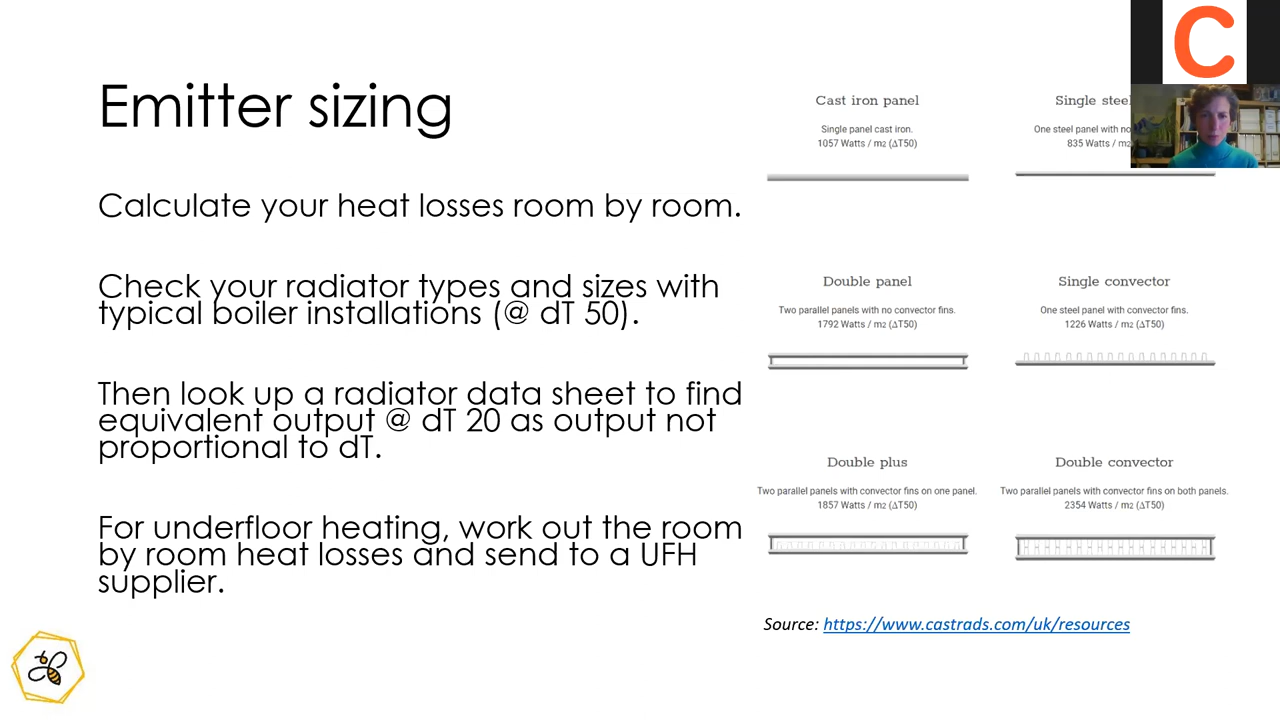 Emitter sizing
Calculate your heat losses room by room.
Check your radiator types and sizes with
typical boiler installations (@ dT 50).
Then look up a radiator data sheet to find
equivalent output @ dT 20 as output not
proportional to dT.
For underfloor heating, work out the room
by room heat losses and send to a UFH
supplier.
Cast iron panel
Single panel cast iron.
1057 Watts / m2 (ΔT50)
Single stee
One steel panel with no
835 Watts / m
Double panel
Two parallel panels with no convector fins.
1792 Watts / m2 (ΔT50)
Single convector
One steel panel with convector fins.
1226 Watts / m2 (ΔT50)
Double plus
Two parallel panels with convector fins on one panel.
1857 Watts / m2 (ΔT50)
Double convector
Two parallel panels with convector fins on both panels.
2354 Watts / m2 (ΔT50)
Source: https://www.castrads.com/uk/resources
C